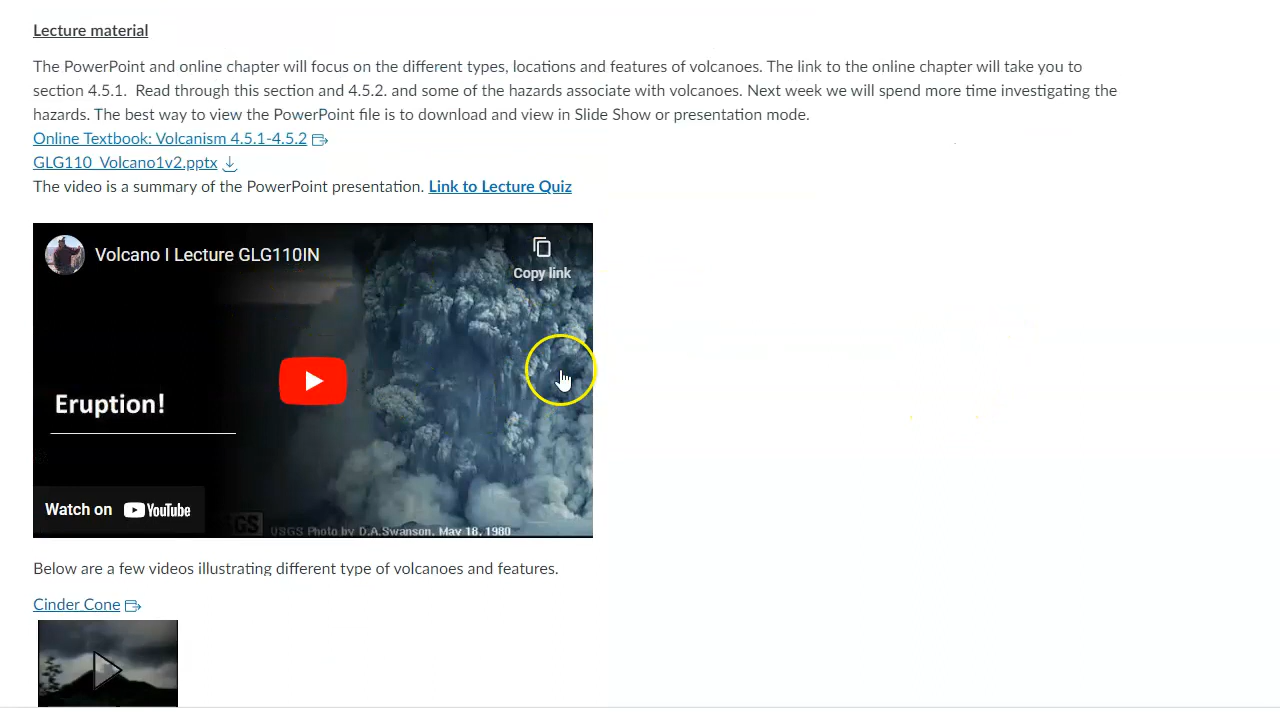 Lecture material
The PowerPoint and online chapter will focus on the different types, locations and features of volcanoes. The link to the online chapter will take you to
section 4.5.1.  Read through this section and 4.5.2. and some of the hazards associate with volcanoes. Next week we will spend more time investigating the
hazards. The best way to view the PowerPoint file is to download and view in Slide Show or presentation mode.
Online Textbook: Volcanism 4.5.1-4.5.2
GLG110_Volcano1v2.pptx
The video is a summary of the PowerPoint presentation. Link to Lecture Quiz
Volcano I Lecture GLG110IN
Copy link
Eruption!
Watch on YouTube
GS USGS Photo by D.A.Swanson, May 18, 1980
Below are a few videos illustrating different type of volcanoes and features.
Cinder Cone